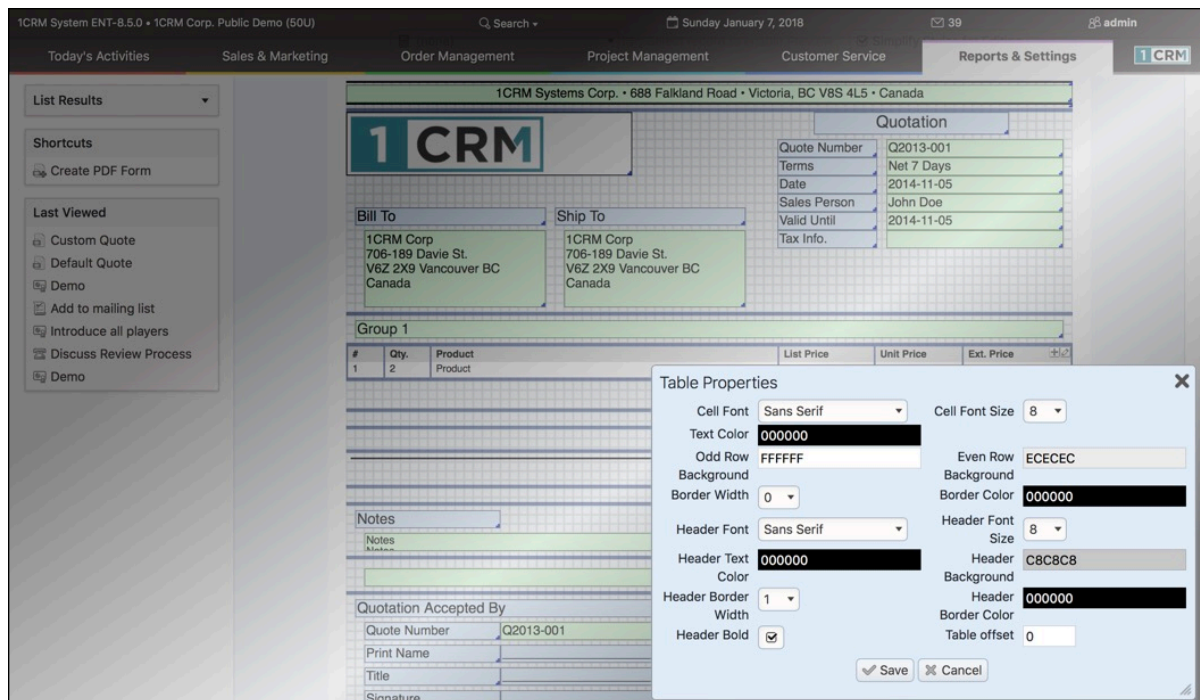 1CRM System ENT-8.5.0 • 1CRM Corp. Public Demo (50U) Search Sunday January 7, 2018 39 admin
Today's Activities Sales & Marketing Order Management Project Management Customer Service Reports & Settings 1 CRM
List Results
Shortcuts
Create PDF Form
Last Viewed
Custom Quote
Default Quote
Demo
Add to mailing list
Introduce all players
Discuss Review Process
Demo
1CRM Systems Corp. • 688 Falkland Road • Victoria, BC V8S 4L5 • Canada
1 CRM
Quotation
Quote Number Q2013-001
Terms Net 7 Days
Date 2014-11-05
Sales Person John Doe
Valid Until 2014-11-05
Tax Info.
Bill To Ship To
1CRM Corp 1CRM Corp
706-189 Davie St. 706-189 Davie St.
V6Z 2X9 Vancouver BC V6Z 2X9 Vancouver BC
Canada Canada
Group 1
# Qty. Product List Price Unit Price Ext. Price
1 2 Product
Notes
Notes
Notes
Quotation Accepted By
Quote Number Q2013-001
Print Name
Title
Signature
Table Properties
Cell Font Sans Serif Cell Font Size 8
Text Color 000000
Odd Row FFFFFF Even Row ECECEC
Background Background
Border Width 0 Border Color 000000
Header Font Sans Serif Header Font 8
Size
Header Text 000000 Header C8C8C8
Color Background
Header Border 1 Header 000000
Width Border Color
Header Bold Table offset 0
Save Cancel